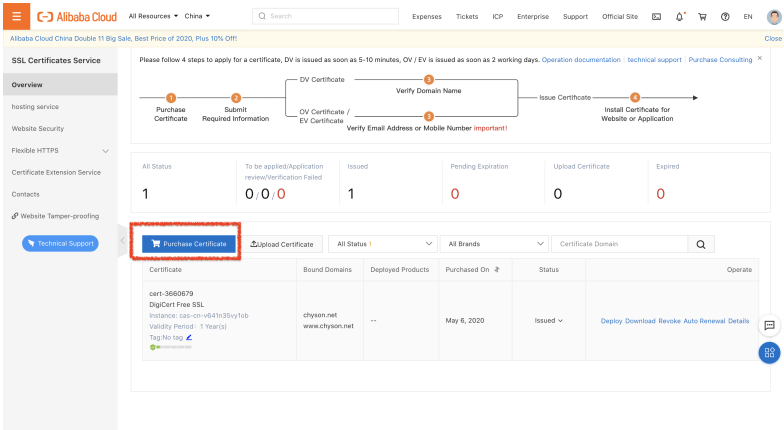 Alibaba Cloud All Resources China Search Expenses Tickets ICP Enterprise Support Official Site EN
Alibaba Cloud China Double 11 Big Sale, Best Price of 2020, Plus 10% Off! Close
SSL Certificates Service
Overview
hosting service
Website Security
Flexible HTTPS
Certificate Extension Service
Contacts
Website Tamper-proofing
Technical Support
Please follow 4 steps to apply for a certificate, DV is issued as soon as 5-10 minutes, OV / EV is issued as soon as 2 working days. Operation documentation | technical support | Purchase Consulting ×
DV Certificate 3
Verify Domain Name
1 2 Issue Certificate 4
Purchase Certificate
Submit Required Information
OV Certificate / EV Certificate 3
Verify Email Address or Mobile Number important!
Install Certificate for Website or Application
All Status To be applied/Application review/Verification Failed Issued Pending Expiration Upload Certificate Expired
1 0 / 0 / 0 1 0 0 0
Purchase Certificate Upload Certificate All Status 1 All Brands Certificate Domain
Certificate Bound Domains Deployed Products Purchased On Status Operate
cert-3660679
DigiCert Free SSL
Instance: cas-cn-v641n35vy1ob
Validity Period: 1 Year(s)
Tag:No tag
chyson.net
www.chyson.net
-- May 6, 2020 Issued Deploy Download Revoke Auto Renewal Details